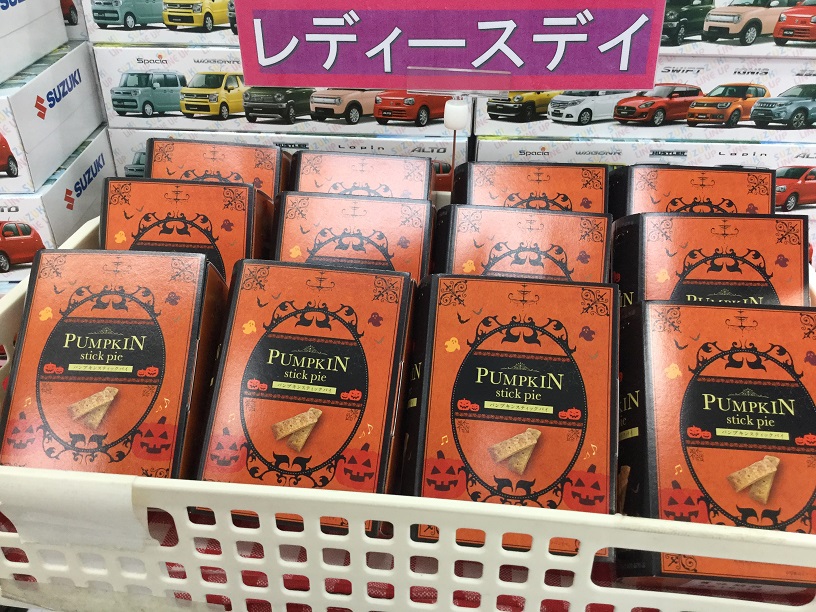 レディースデイ
Spacia WAGON R
SWIFT IGNIS
SUZUKI
SUZUKI
Spacia WAGON R HUSTLER Lapin ALTO
Spacia WAGON R HUSTLER Lapin
PUMPKIN
PUMPKIN
PUMPKIN
stick pie
パンプキンスティックパイ
PUMPKIN
stick pie
パンプキンスティックパイ
PUMPKIN
stick pie
パンプキンスティックパイ
PUMPKIN
stick pie
パンプキンスティックパイ